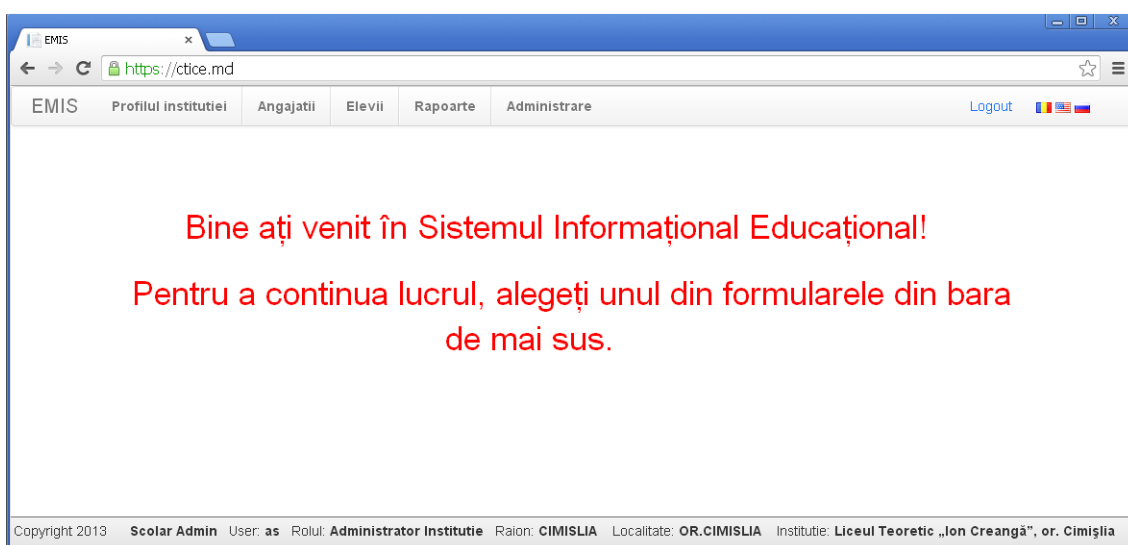 EMIS
https://ctice.md
EMIS Profilul institutiei Angajatii Elevii Rapoarte Administrare Logout
Bine ați venit în Sistemul Informațional Educațional!
Pentru a continua lucrul, alegeți unul din formularele din bara
de mai sus.
Copyright 2013 Scolar Admin User: as Rolul: Administrator Institutie Raion: CIMISLIA Localitate: OR.CIMISLIA Institutie: Liceul Teoretic „Ion Creangă”, or. Cimişlia